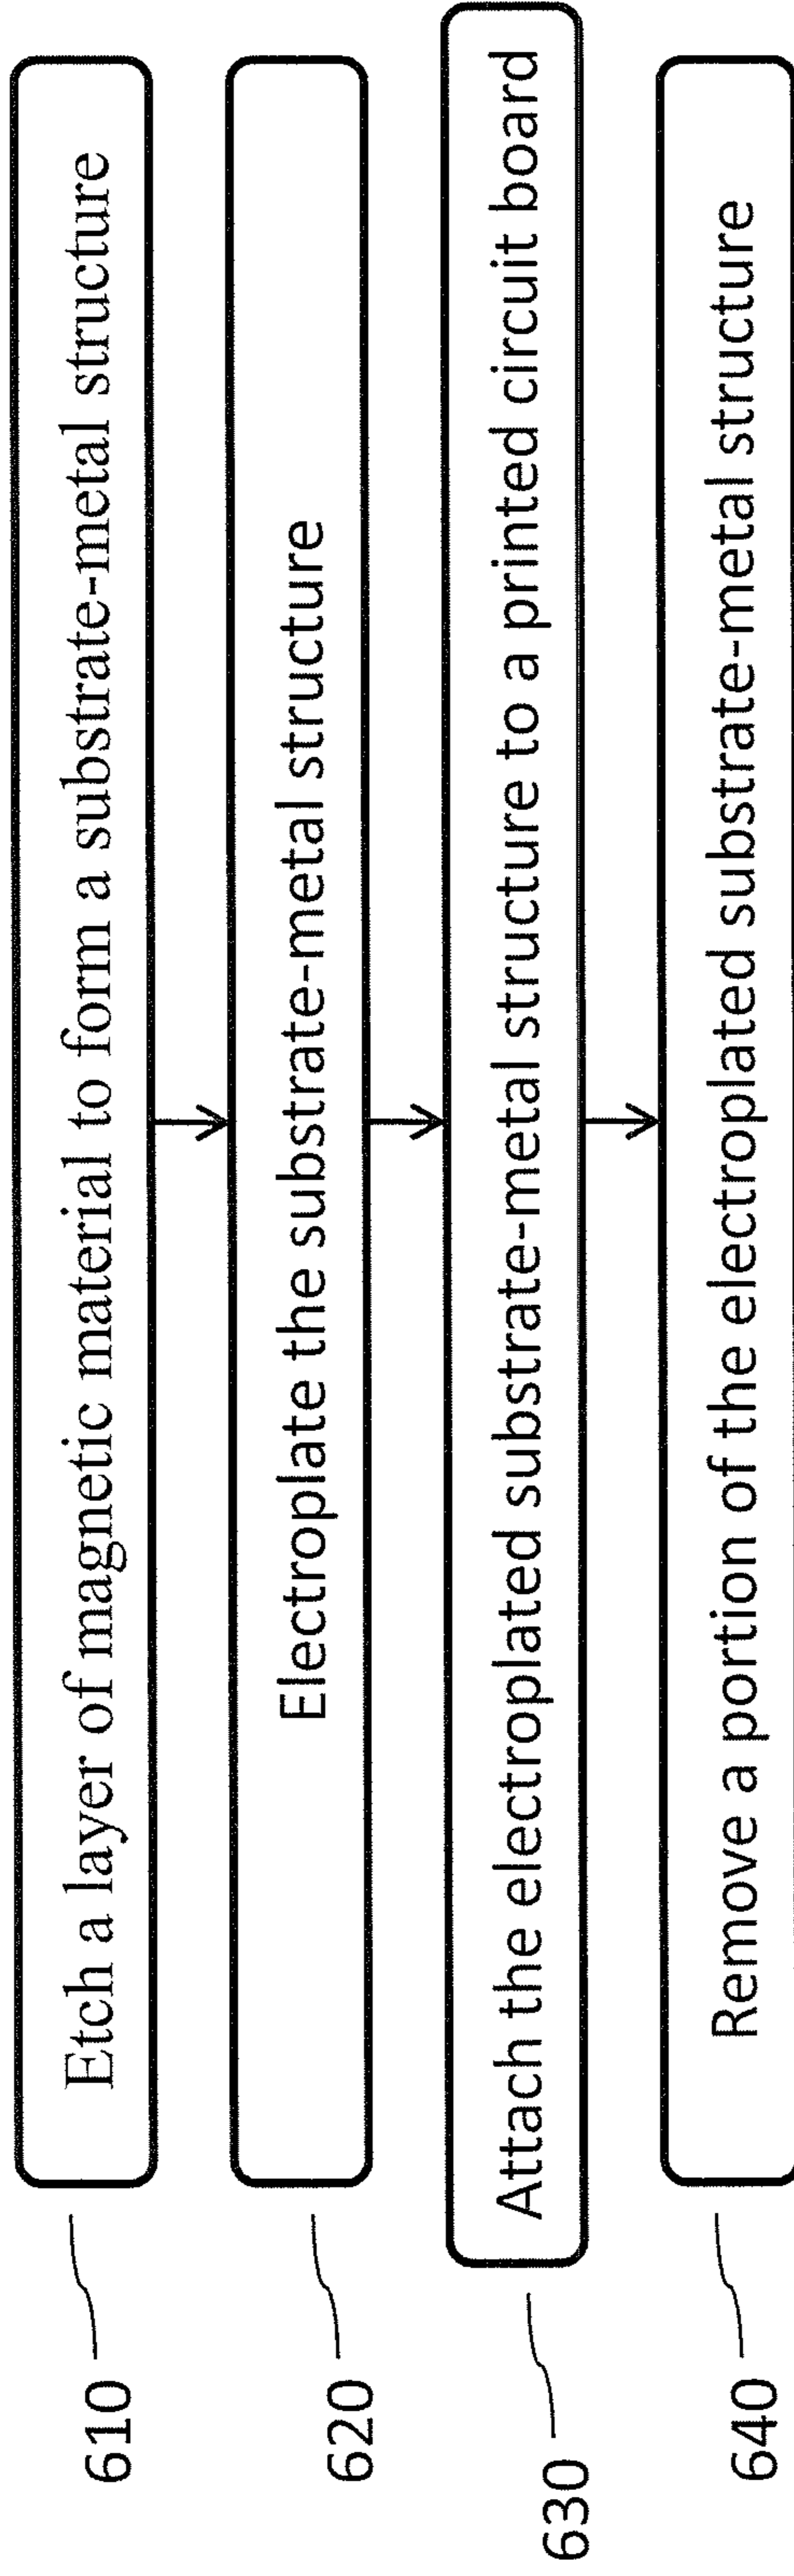 Etch a layer of magnetic material to form a substrate-metal structure
610
Electroplate the substrate-metal structure
620
Attach the electroplated substrate-metal structure to a printed circuit board
630
Remove a portion of the electroplated substrate-metal structure
640